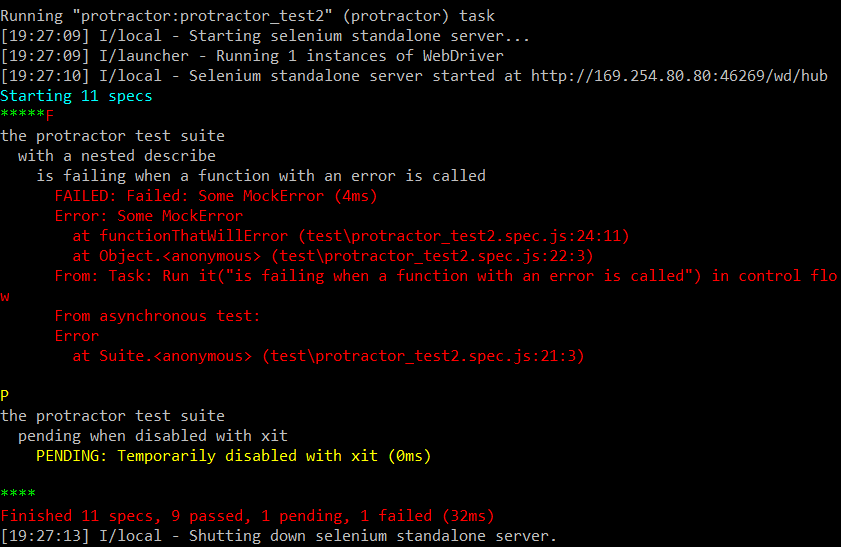 Running "protractor:protractor_test2" (protractor) task
[19:27:09] I/local - Starting selenium standalone server...
[19:27:09] I/launcher - Running 1 instances of WebDriver
[19:27:10] I/local - Selenium standalone server started at http://169.254.80.80:46269/wd/hub
Starting 11 specs
*****F
the protractor test suite
  with a nested describe
    is failing when a function with an error is called
      FAILED: Failed: Some MockError (4ms)
      Error: Some MockError
        at functionThatWillError (test\protractor_test2.spec.js:24:11)
        at Object.<anonymous> (test\protractor_test2.spec.js:22:3)
      From: Task: Run it("is failing when a function with an error is called") in control flo
w
      From asynchronous test:
      Error
        at Suite.<anonymous> (test\protractor_test2.spec.js:21:3)
P
the protractor test suite
  pending when disabled with xit
    PENDING: Temporarily disabled with xit (0ms)
****
Finished 11 specs, 9 passed, 1 pending, 1 failed (32ms)
[19:27:13] I/local - Shutting down selenium standalone server.